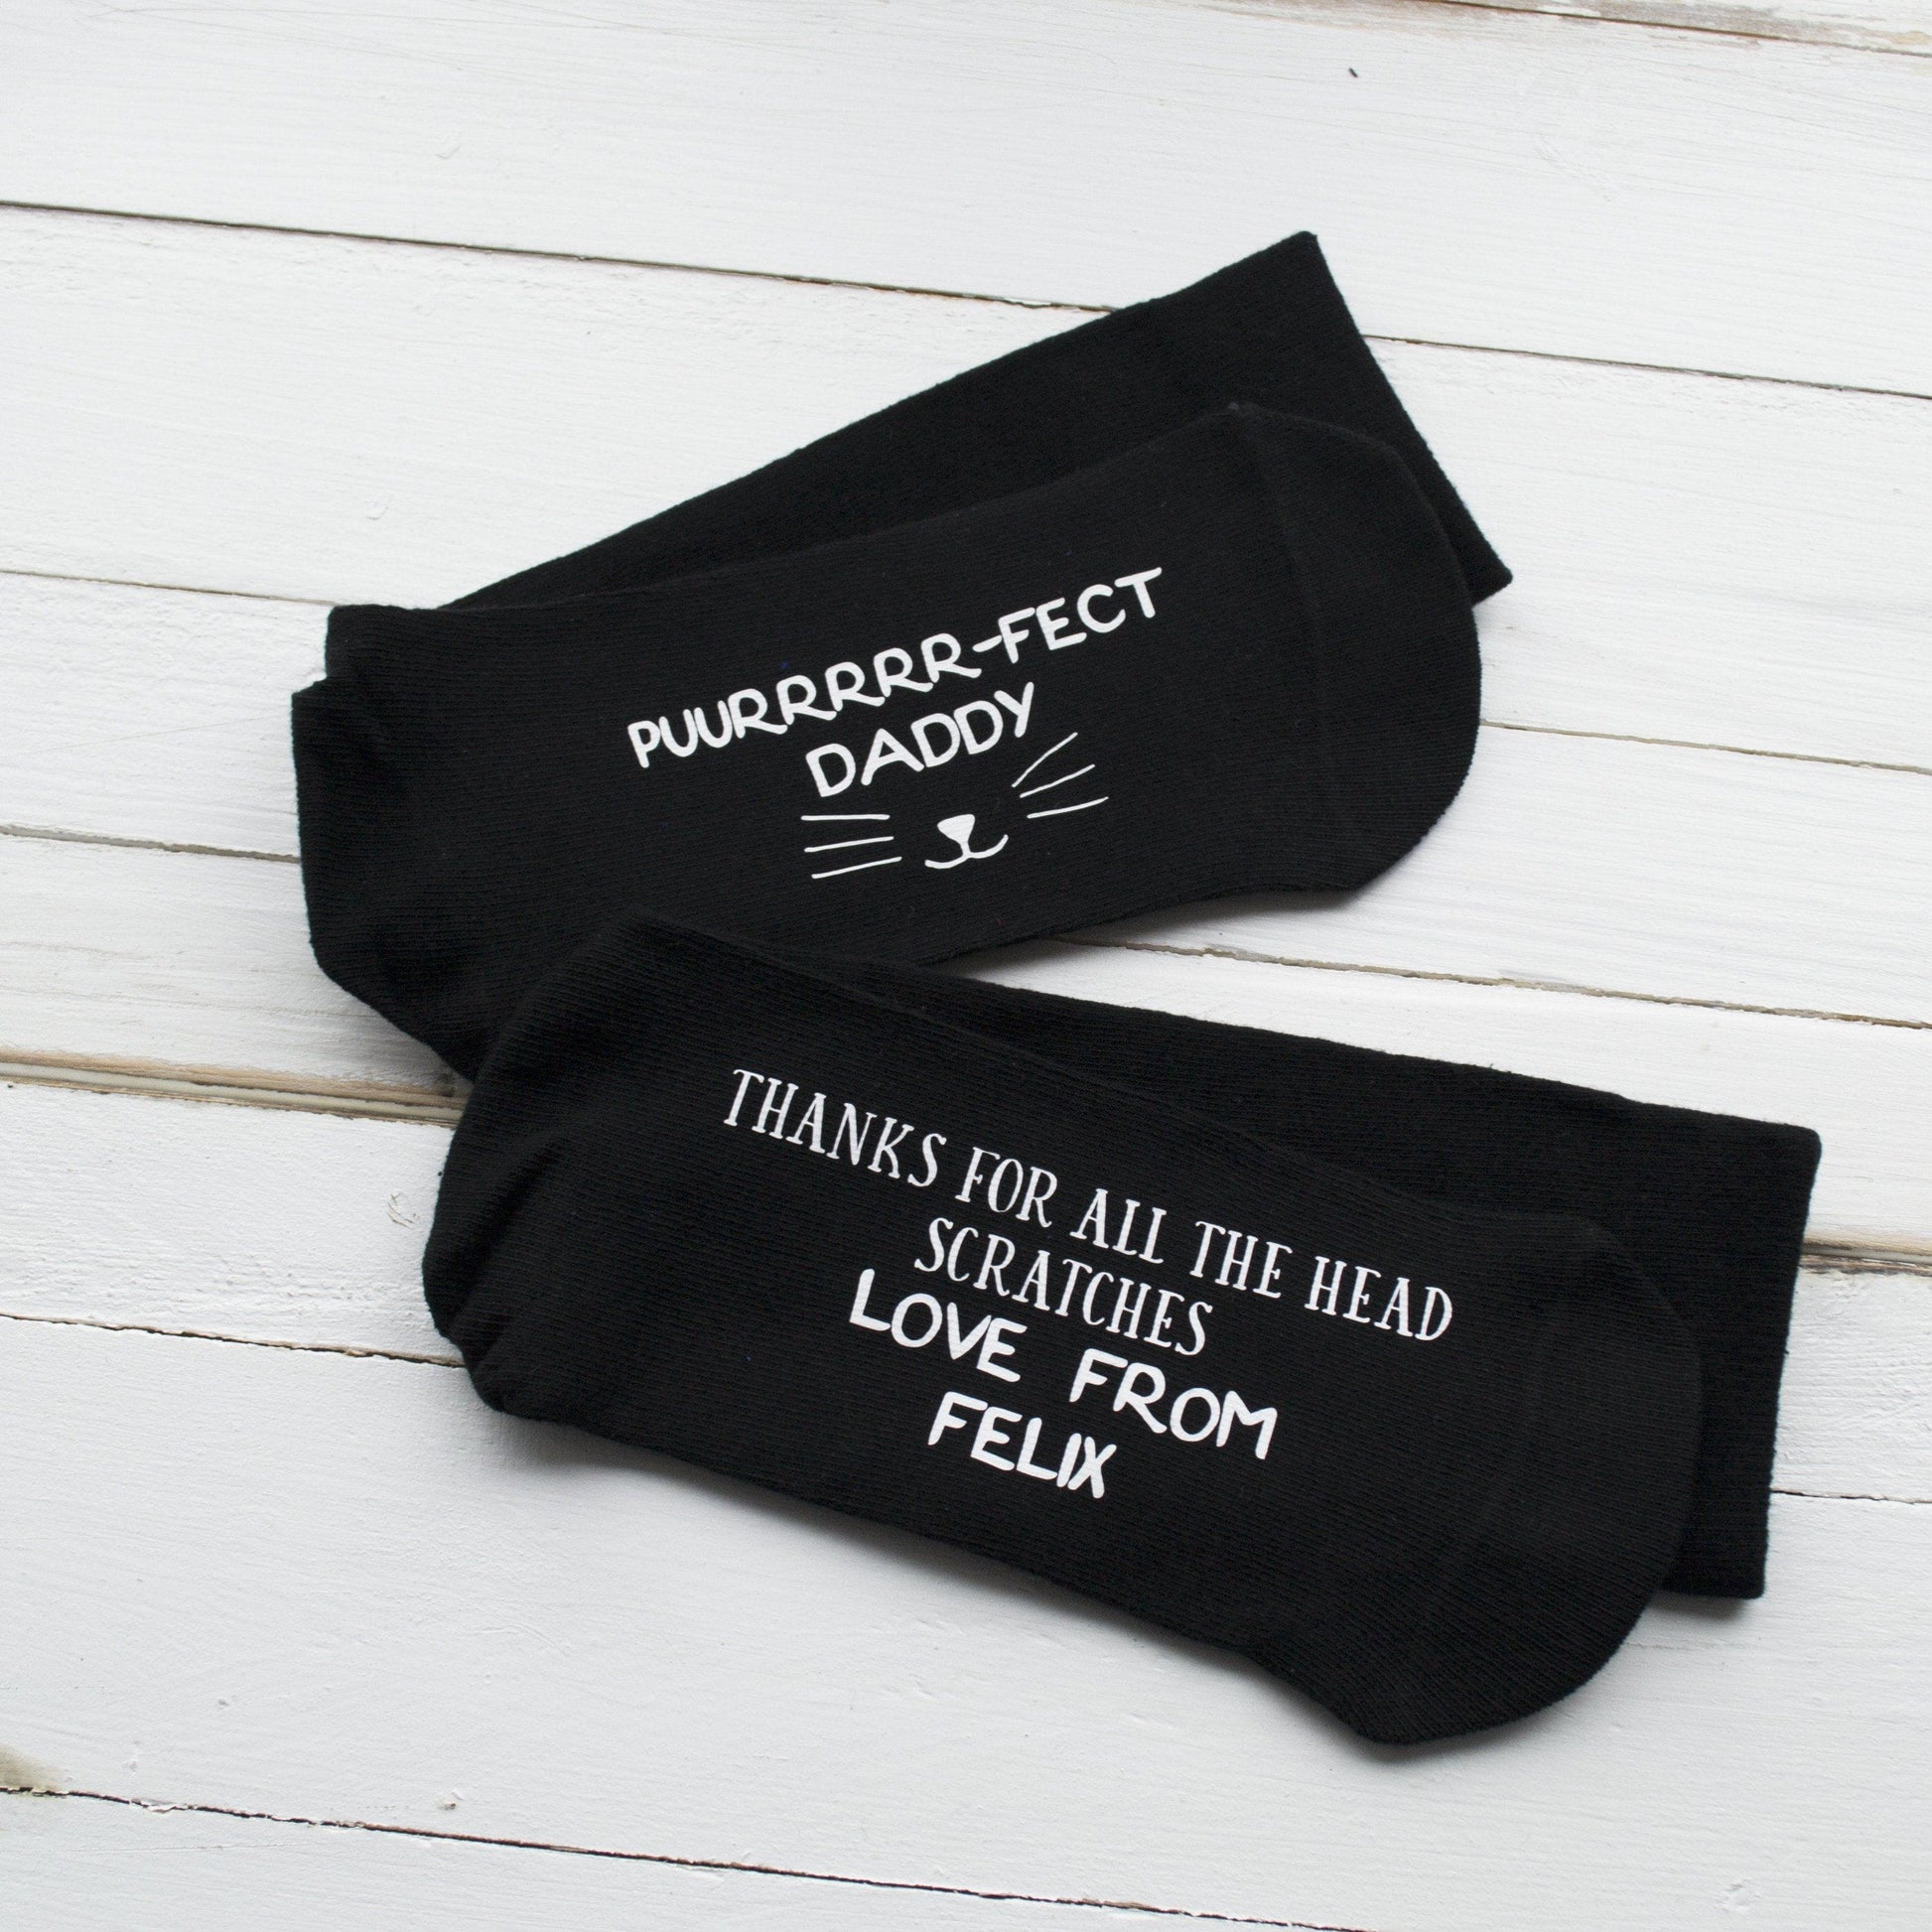 PUURRRRR-FECT
DADDY
THANKS FOR ALL THE HEAD
SCRATCHES
LOVE FROM
FELIX